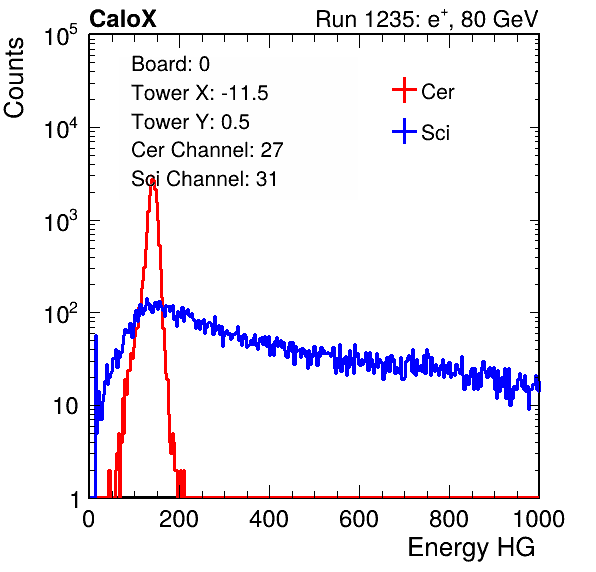 CaloX Run 1235: e⁺, 80 GeV
Counts
Board: 0
Tower X: -11.5
Tower Y: 0.5
Cer Channel: 27
Sci Channel: 31
Cer
Sci
10⁵
10⁴
10³
10²
10
1
0 200 400 600 800 1000
Energy HG